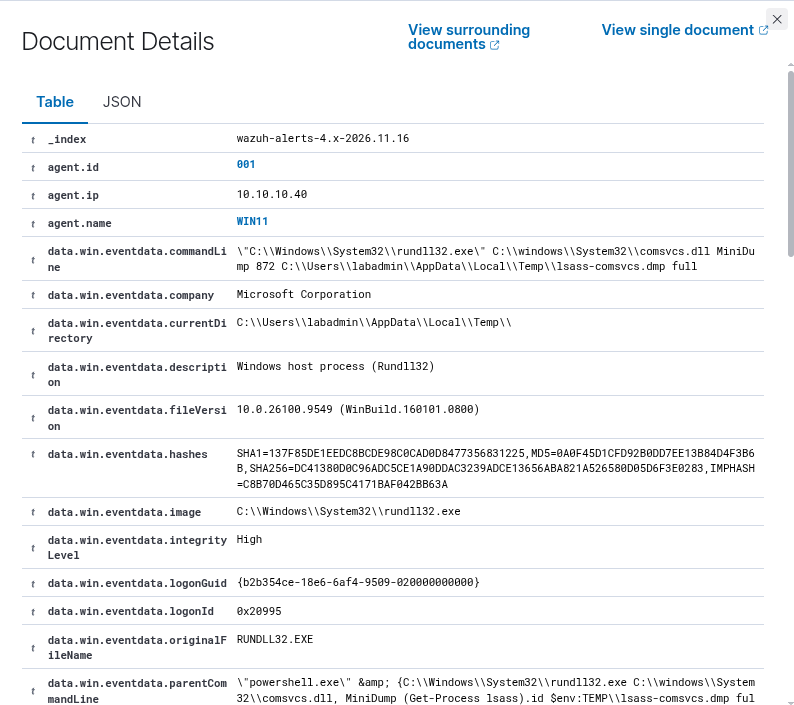 Document Details
View surrounding
documents
View single document
Table
JSON
t _index wazuh-alerts-4.x-2026.11.16
t agent.id 001
t agent.ip 10.10.10.40
t agent.name WIN11
t data.win.eventdata.commandLi
ne
\"C:\\Windows\\System32\\rundll32.exe\" C:\\windows\\System32\\comsvcs.dll MiniDu
mp 872 C:\\Users\\labadmin\\AppData\\Local\\Temp\\lsass-comsvcs.dmp full
t data.win.eventdata.company Microsoft Corporation
t data.win.eventdata.currentDi
rectory
C:\\Users\\labadmin\\AppData\\Local\\Temp\\
t data.win.eventdata.descripti
on
Windows host process (Rundll32)
t data.win.eventdata.fileVersi
on
10.0.26100.9549 (WinBuild.160101.0800)
t data.win.eventdata.hashes
SHA1=137F85DE1EEDC8BCDE98C0CAD0D8477356831225,MD5=0A0F45D1CFD92B0DD7EE13B84D4F3B6
B,SHA256=DC41380D0C96ADC5CE1A90DDAC3239ADCE13656ABA821A526580D05D6F3E0283,IMPHASH
=C8B70D465C35D895C4171BAF042BB63A
t data.win.eventdata.image C:\\Windows\\System32\\rundll32.exe
t data.win.eventdata.integrity
Level
High
t data.win.eventdata.logonGuid {b2b354ce-18e6-6af4-9509-020000000000}
t data.win.eventdata.logonId 0x20995
t data.win.eventdata.originalF
ileName
RUNDLL32.EXE
t data.win.eventdata.parentCom
mandLine
\"powershell.exe\" &amp; {C:\\Windows\\System32\\rundll32.exe C:\\windows\\System
32\\comsvcs.dll, MiniDump (Get-Process lsass).id $env:TEMP\\lsass-comsvcs.dmp ful